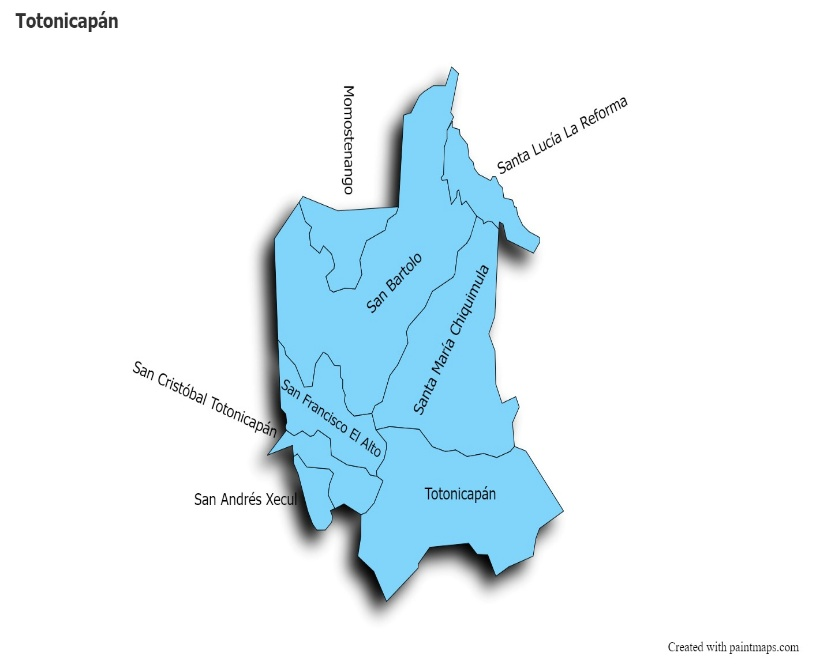 Totonicapán
Momostenango
Santa Lucía La Reforma
San Bartolo
Santa María Chiquimula
San Cristóbal Totonicapán
San Francisco El Alto
San Andrés Xecul
Totonicapán
Created with paintmaps.com